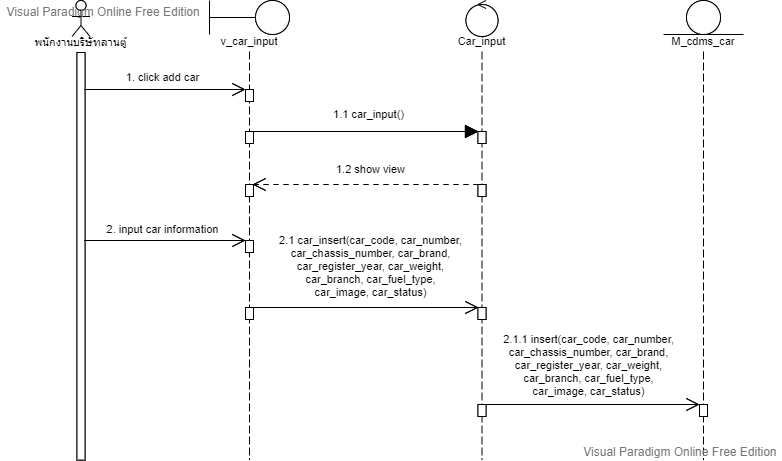 Visual Paradigm Online Free Edition
พนักงานบริษัทลานตู้
v_car_input
Car_input
M_cdms_car
1. click add car
1.1 car_input()
1.2 show view
2. input car information
2.1 car_insert(car_code, car_number,
car_chassis_number, car_brand,
car_register_year, car_weight,
car_branch, car_fuel_type,
car_image, car_status)
2.1.1 insert(car_code, car_number,
car_chassis_number, car_brand,
car_register_year, car_weight,
car_branch, car_fuel_type,
car_image, car_status)
Visual Paradigm Online Free Edition